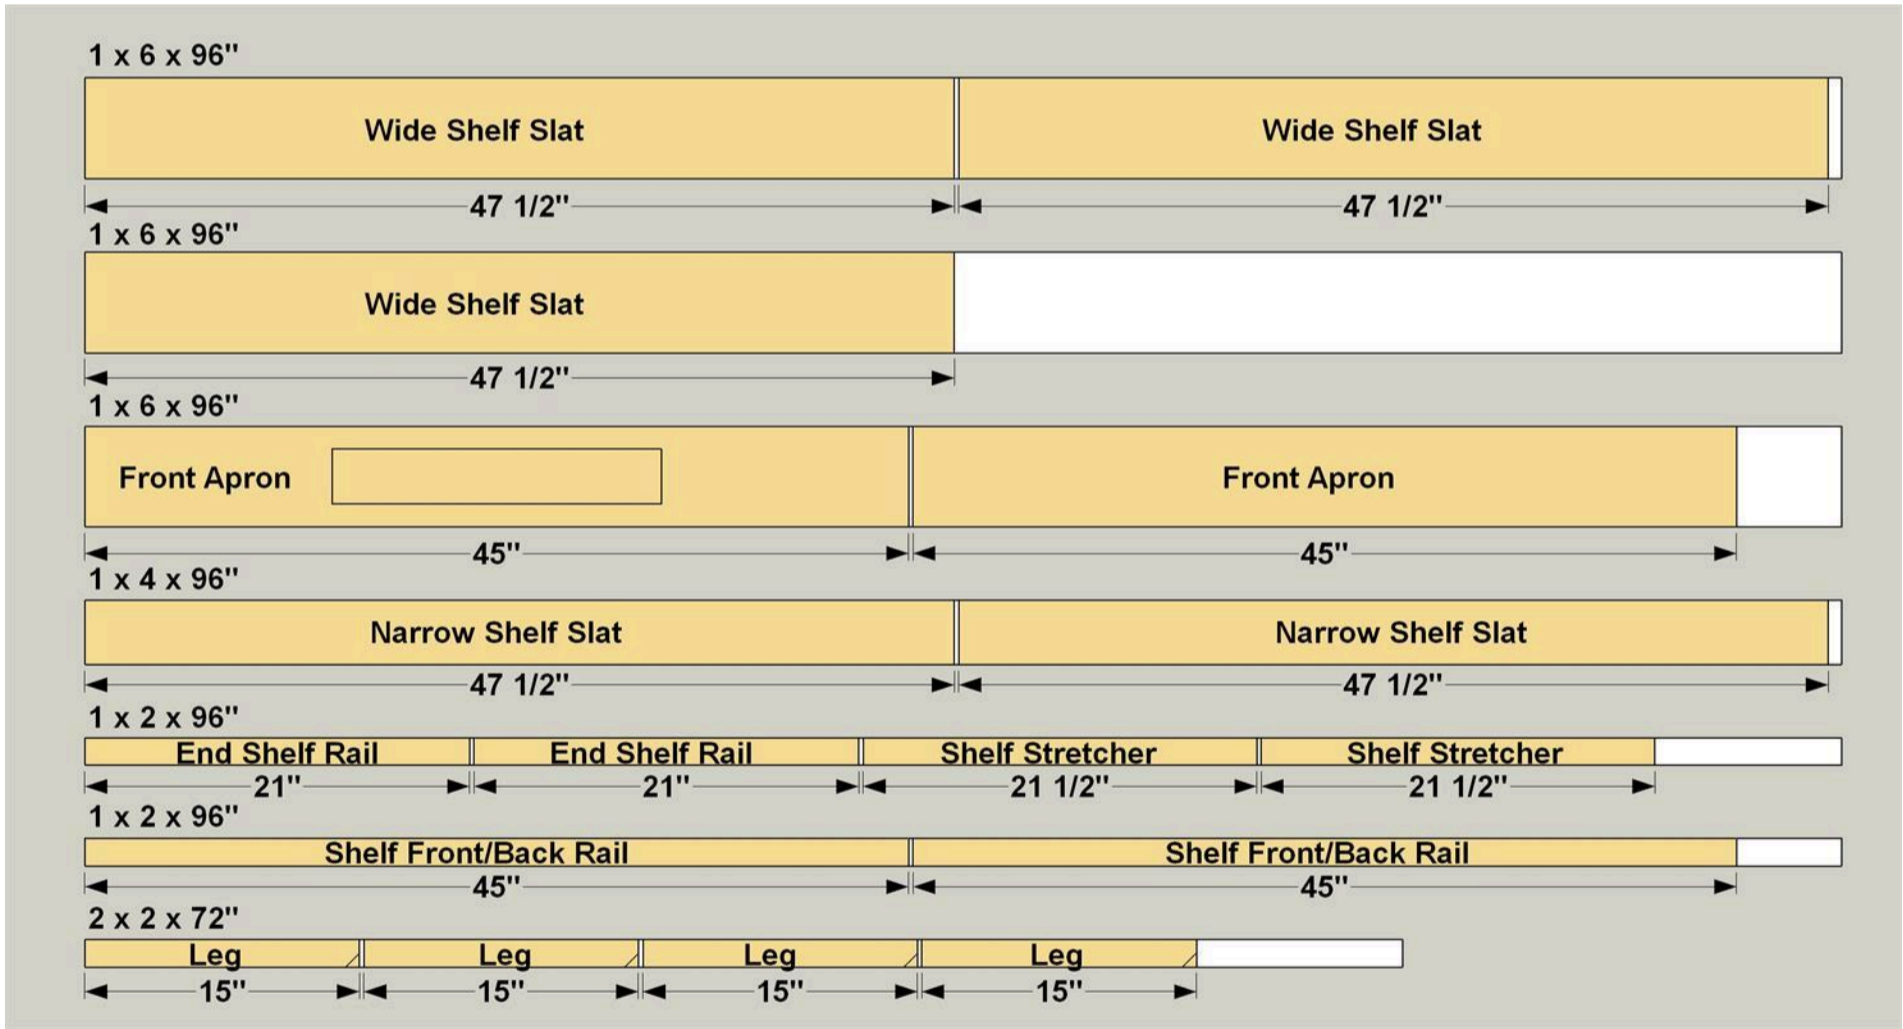 1 x 6 x 96"
Wide Shelf Slat Wide Shelf Slat
47 1/2" 47 1/2"
1 x 6 x 96"
Wide Shelf Slat
47 1/2"
1 x 6 x 96"
Front Apron Front Apron
45" 45"
1 x 4 x 96"
Narrow Shelf Slat Narrow Shelf Slat
47 1/2" 47 1/2"
1 x 2 x 96"
End Shelf Rail End Shelf Rail Shelf Stretcher Shelf Stretcher
21" 21" 21 1/2" 21 1/2"
1 x 2 x 96"
Shelf Front/Back Rail Shelf Front/Back Rail
45" 45"
2 x 2 x 72"
Leg Leg Leg Leg
15" 15" 15" 15"